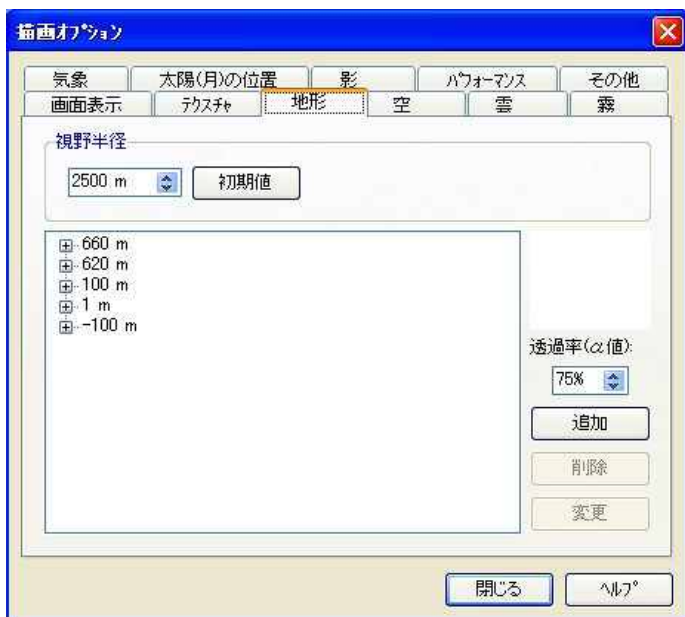 描画ｵﾌﾟｼｮﾝ
気象 太陽(月)の位置 影 ﾊﾟﾌｫｰﾏﾝｽ その他
画面表示 ﾃｸｽﾁｬ 地形 空 雲 霧
視野半径
2500 m 初期値
660 m
620 m
100 m
1 m
-100 m
透過率(α値):
75%
追加
削除
変更
閉じる ﾍﾙﾌﾟ